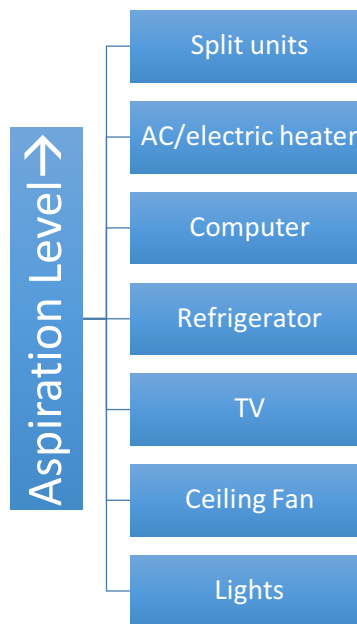 Aspiration Level→
Split units
AC/electric heater
Computer
Refrigerator
TV
Ceiling Fan
Lights